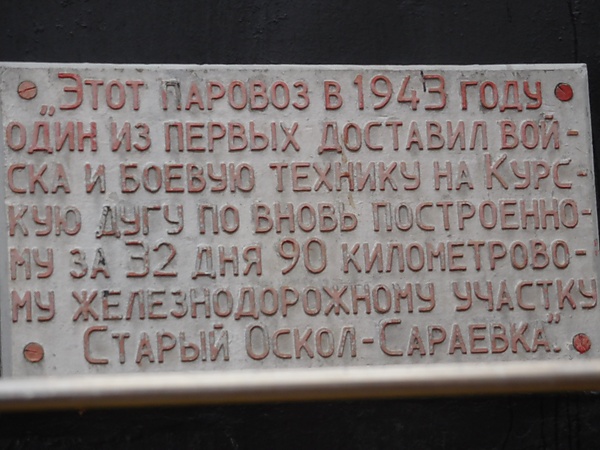 „Этот паровоз в 1943 году
один из первых доставил вой-
ска и боевую технику на Курс-
кую дугу по вновь построенно-
му за 32 дня 90 километрово-
му железнодорожному участку
Старый Оскол-Сараевка“.